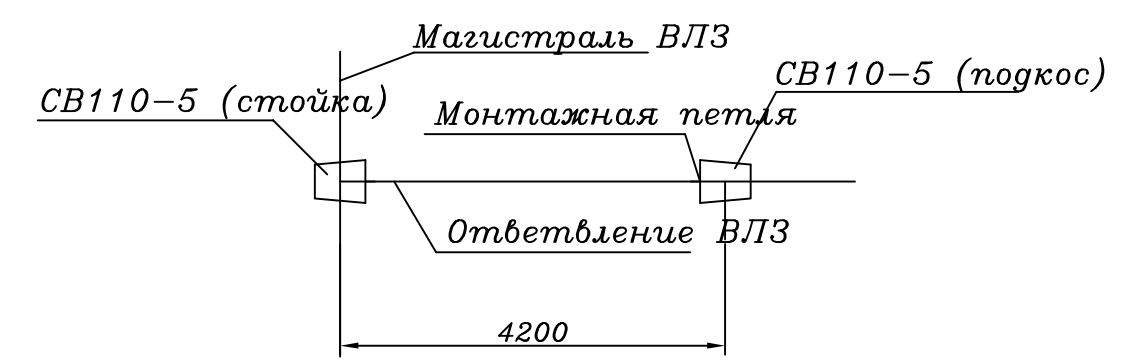 Магистраль ВЛЗ
СВ110-5 (подкос)
СВ110-5 (стойка)
Монтажная петля
Ответвление ВЛЗ
4200